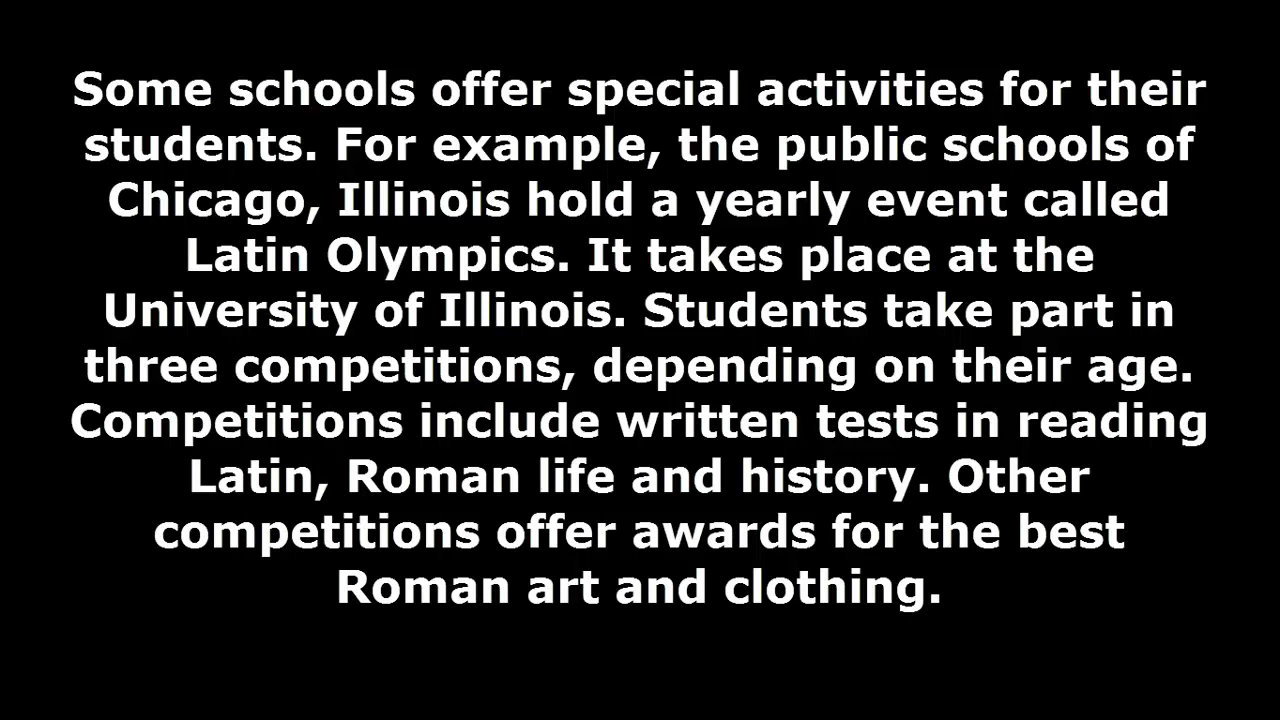 Some schools offer special activities for their
students. For example, the public schools of
Chicago, Illinois hold a yearly event called
Latin Olympics. It takes place at the
University of Illinois. Students take part in
three competitions, depending on their age.
Competitions include written tests in reading
Latin, Roman life and history. Other
competitions offer awards for the best
Roman art and clothing.